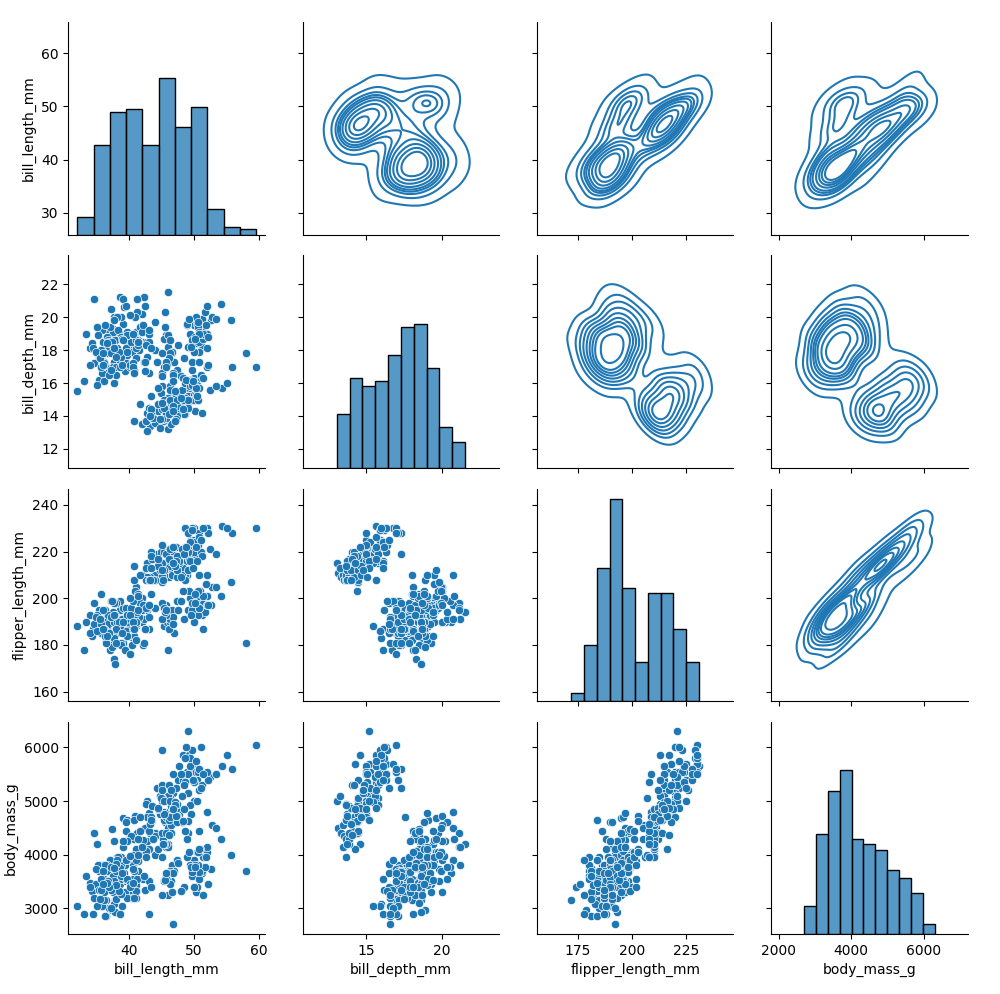 bill_length_mm
60
50
40
30
bill_depth_mm
22
20
18
16
14
12
flipper_length_mm
240
220
200
180
160
body_mass_g
6000
5000
4000
3000
40 50 60
15 20
175 200 225
2000 4000 6000
bill_length_mm
bill_depth_mm
flipper_length_mm
body_mass_g